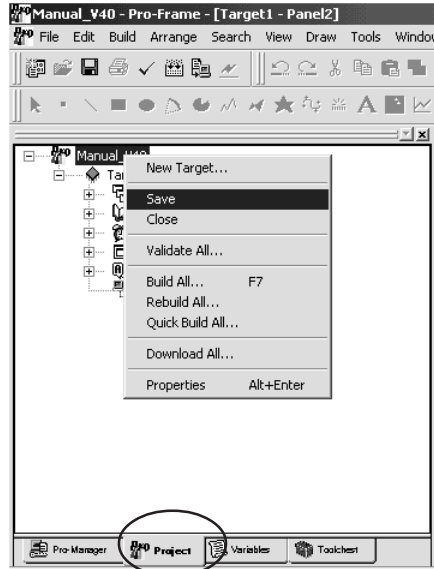 Manual_V40 - Pro-Frame - [Target1 - Panel2]
File Edit Build Arrange Search View Draw Tools Windo
Manual_V40
Ta
New Target...
Save
Close
Validate All...
Build All... F7
Rebuild All...
Quick Build All...
Download All...
Properties Alt+Enter
Pro-Manager Project Variables Toolchest